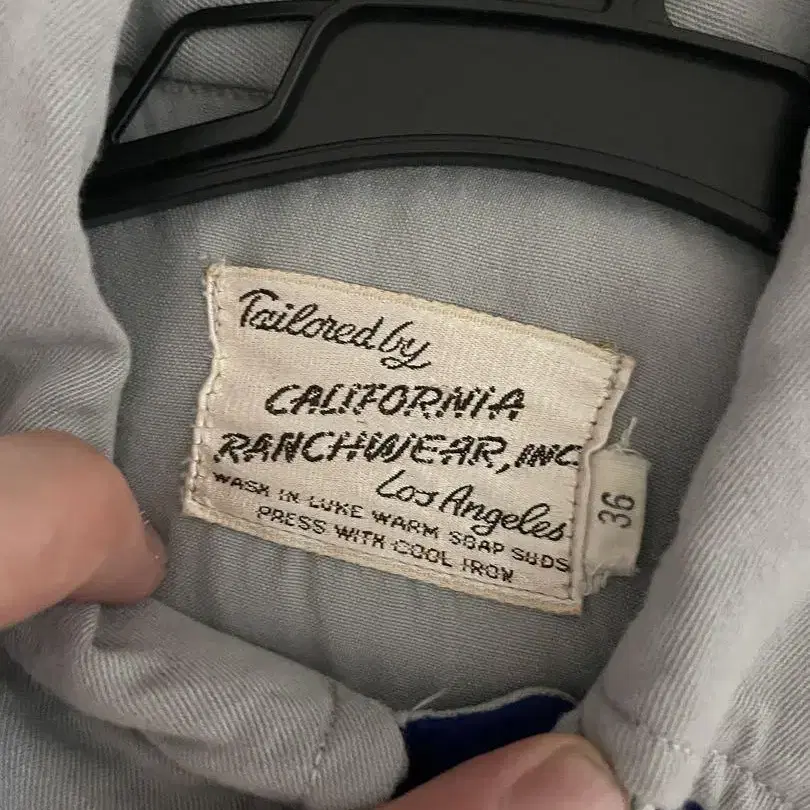 Tailored by
CALIFORNIA
RANCHWEAR, INC.
Los Angeles
WASH IN LUKE WARM SOAP SUDS
PRESS WITH COOL IRON
36